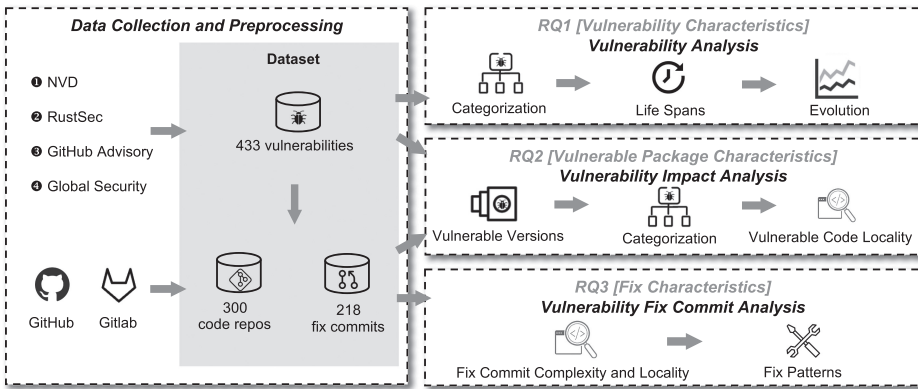 Data Collection and Preprocessing
Dataset
❶ NVD
❷ RustSec
❸ GitHub Advisory
❹ Global Security
433 vulnerabilities
GitHub
Gitlab
300
code repos
218
fix commits
RQ1 [Vulnerability Characteristics]
Vulnerability Analysis
Categorization
Life Spans
Evolution
RQ2 [Vulnerable Package Characteristics]
Vulnerability Impact Analysis
Vulnerable Versions
Categorization
Vulnerable Code Locality
RQ3 [Fix Characteristics]
Vulnerability Fix Commit Analysis
Fix Commit Complexity and Locality
Fix Patterns